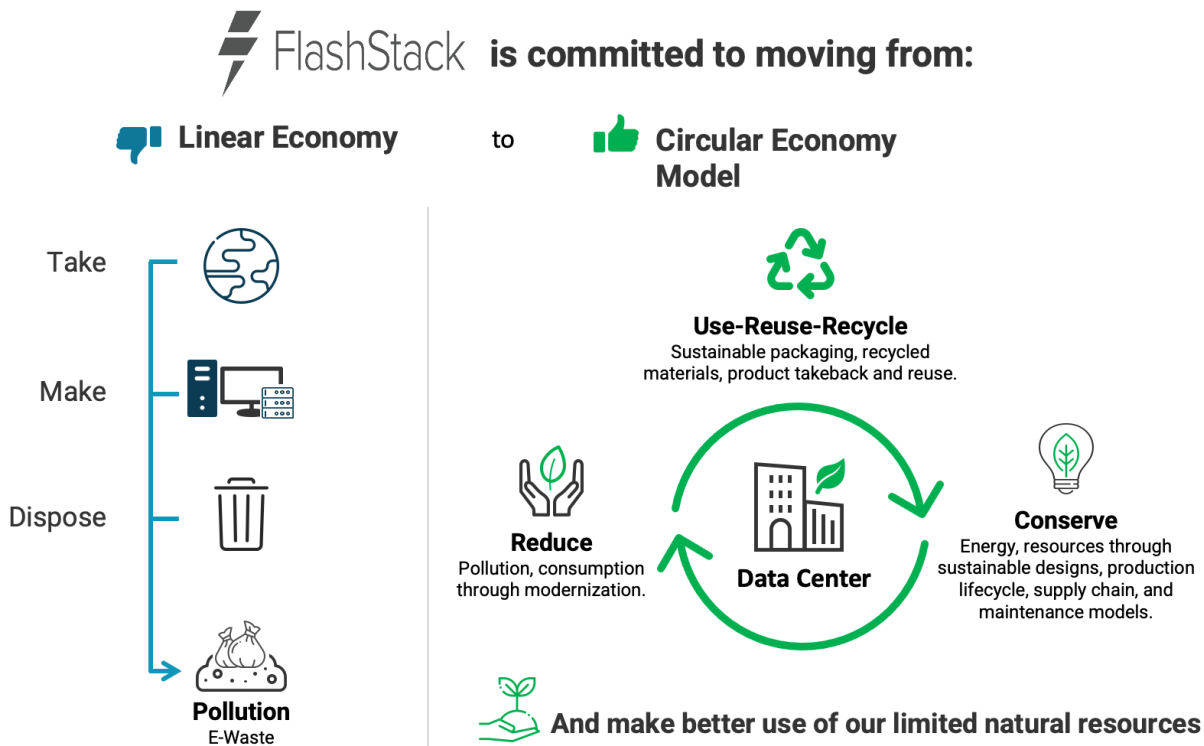 FlashStack is committed to moving from:
Linear Economy
to
Circular Economy
Model
Take
Make
Dispose
Pollution
E-Waste
Use-Reuse-Recycle
Sustainable packaging, recycled
materials, product takeback and reuse.
Reduce
Pollution, consumption
through modernization.
Data Center
Conserve
Energy, resources through
sustainable designs, production
lifecycle, supply chain, and
maintenance models.
And make better use of our limited natural resources